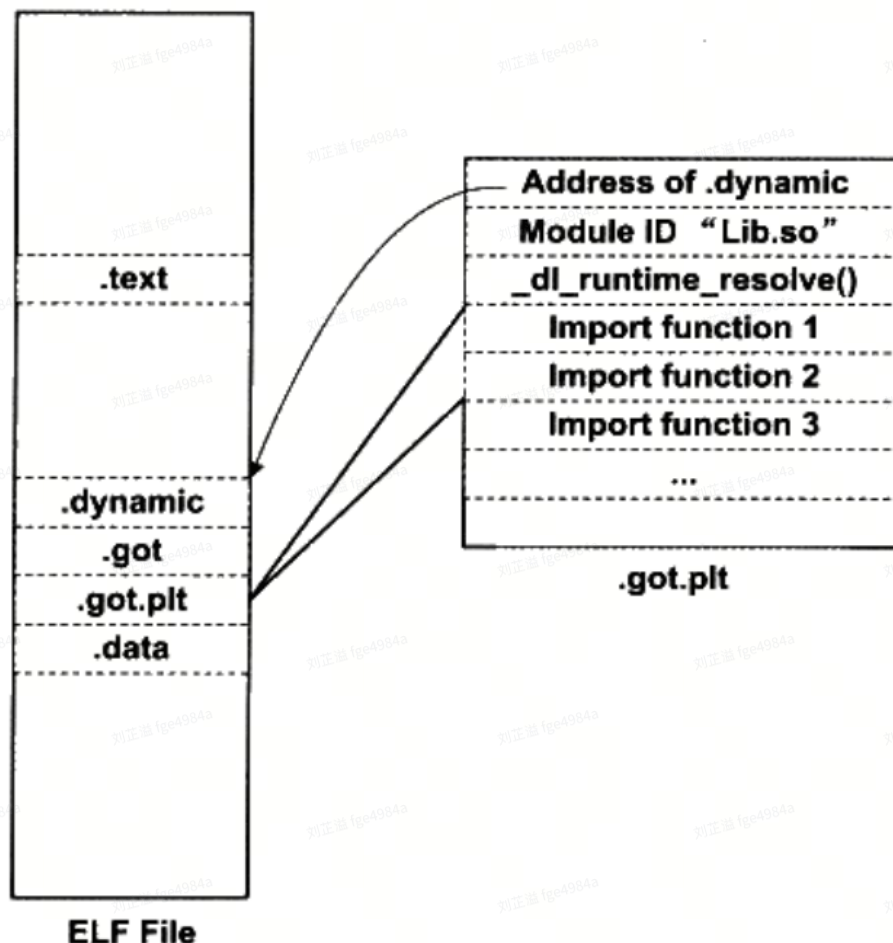 .text
.dynamic
.got
.got.plt
.data
ELF File
Address of .dynamic
Module ID “Lib.so”
_dl_runtime_resolve()
Import function 1
Import function 2
Import function 3
...
.got.plt